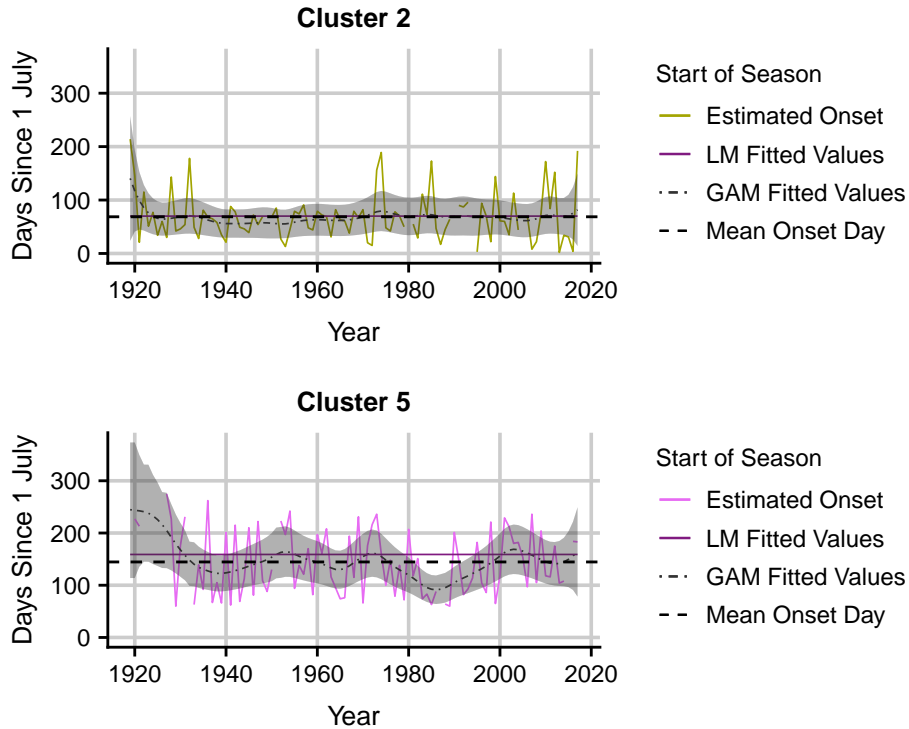 Cluster 2
Days Since 1 July
300
200
100
0
1920
1940
1960
1980
2000
2020
Year
Start of Season
Estimated Onset
LM Fitted Values
GAM Fitted Values
Mean Onset Day
Cluster 5
Days Since 1 July
300
200
100
0
1920
1940
1960
1980
2000
2020
Year
Start of Season
Estimated Onset
LM Fitted Values
GAM Fitted Values
Mean Onset Day